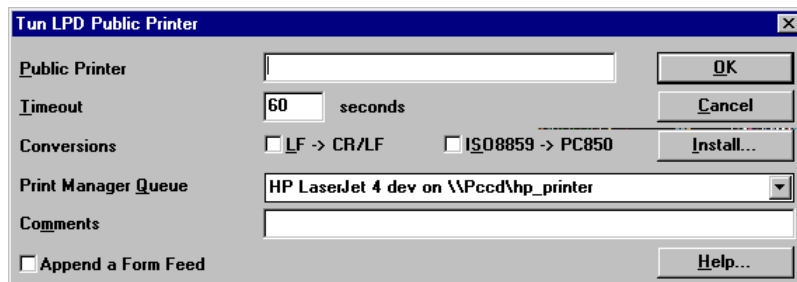 Tun LPD Public Printer
Public Printer OK
Timeout 60 seconds Cancel
Conversions LF -> CR/LF ISO8859 -> PC850 Install...
Print Manager Queue HP LaserJet 4 dev on \\Pccd\hp_printer
Comments
Append a Form Feed Help...